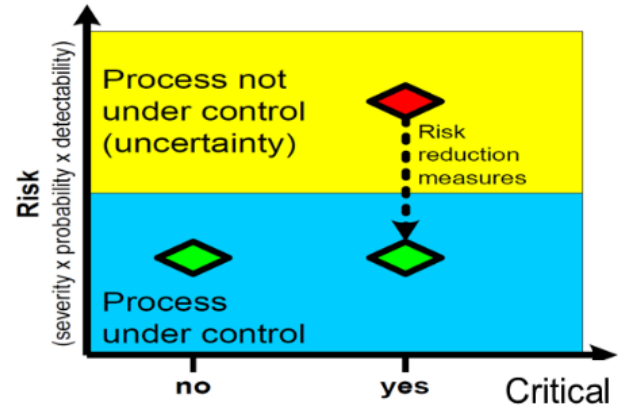 Process not
under control
(uncertainty)
Risk
reduction
measures
Process
under control
Risk
(severity x probability x detectability)
no
yes
Critical